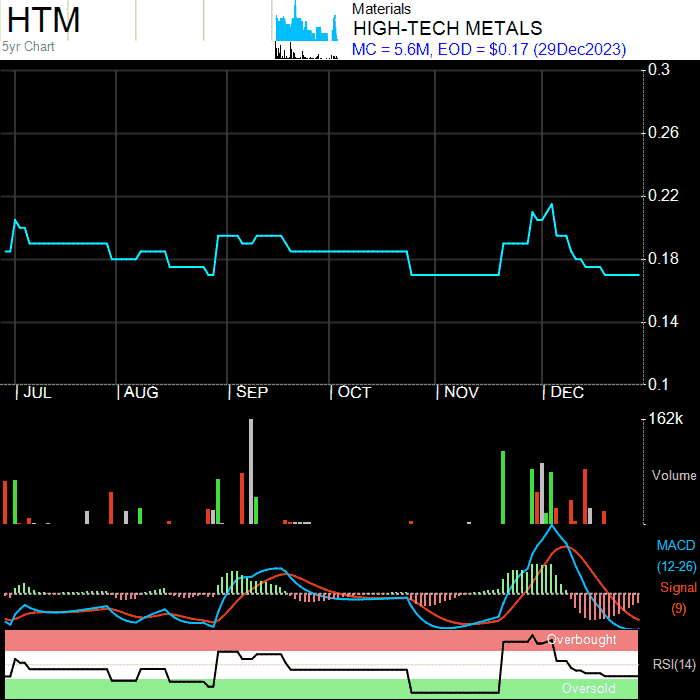 HTM
5yr Chart
Materials
HIGH-TECH METALS
MC = 5.6M, EOD = $0.17 (29Dec2023)
0.3
0.26
0.22
0.18
0.14
0.1
JUL AUG SEP OCT NOV DEC
162k
Volume
MACD
(12-26)
Signal
(9)
Overbought
RSI(14)
Oversold